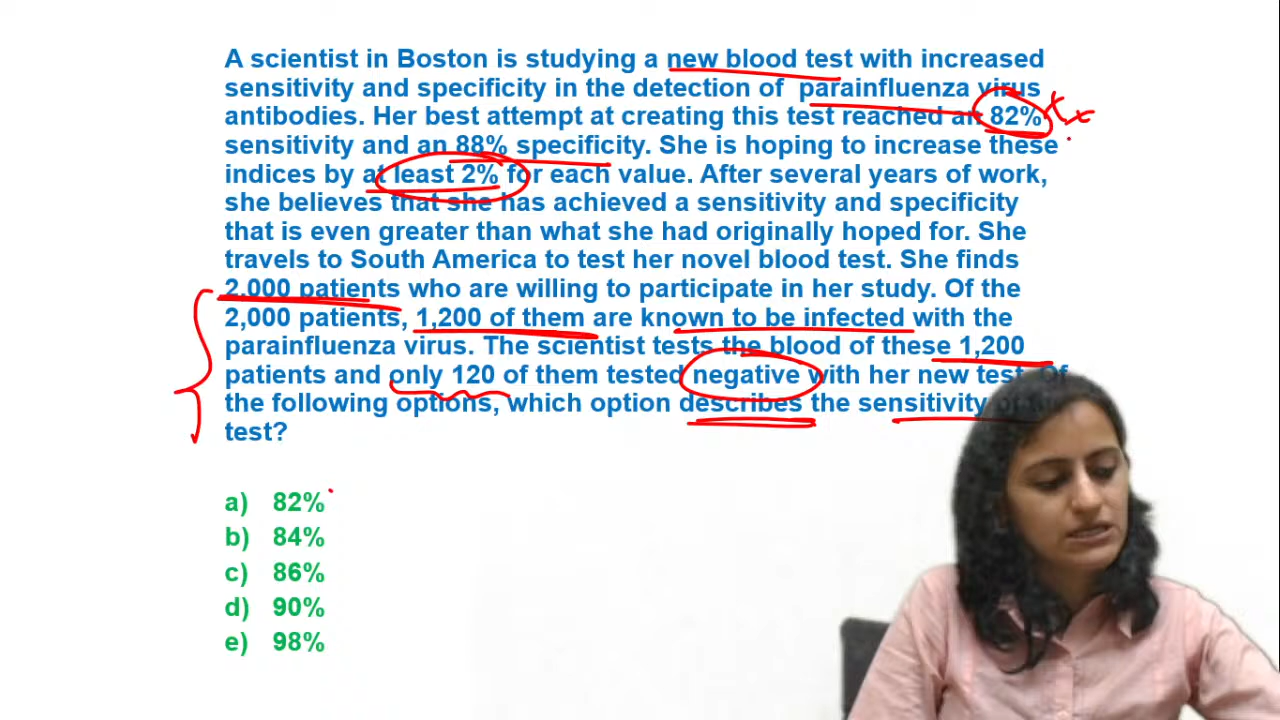 A scientist in Boston is studying a new blood test with increased
sensitivity and specificity in the detection of parainfluenza virus
antibodies. Her best attempt at creating this test reached an 82%
sensitivity and an 88% specificity. She is hoping to increase these
indices by at least 2% for each value. After several years of work,
she believes that she has achieved a sensitivity and specificity
that is even greater than what she had originally hoped for. She
travels to South America to test her novel blood test. She finds
2,000 patients who are willing to participate in her study. Of the
2,000 patients, 1,200 of them are known to be infected with the
parainfluenza virus. The scientist tests the blood of these 1,200
patients and only 120 of them tested negative with her new test. Of
the following options, which option describes the sensitivity of
test?
a) 82%
b) 84%
c) 86%
d) 90%
e) 98%